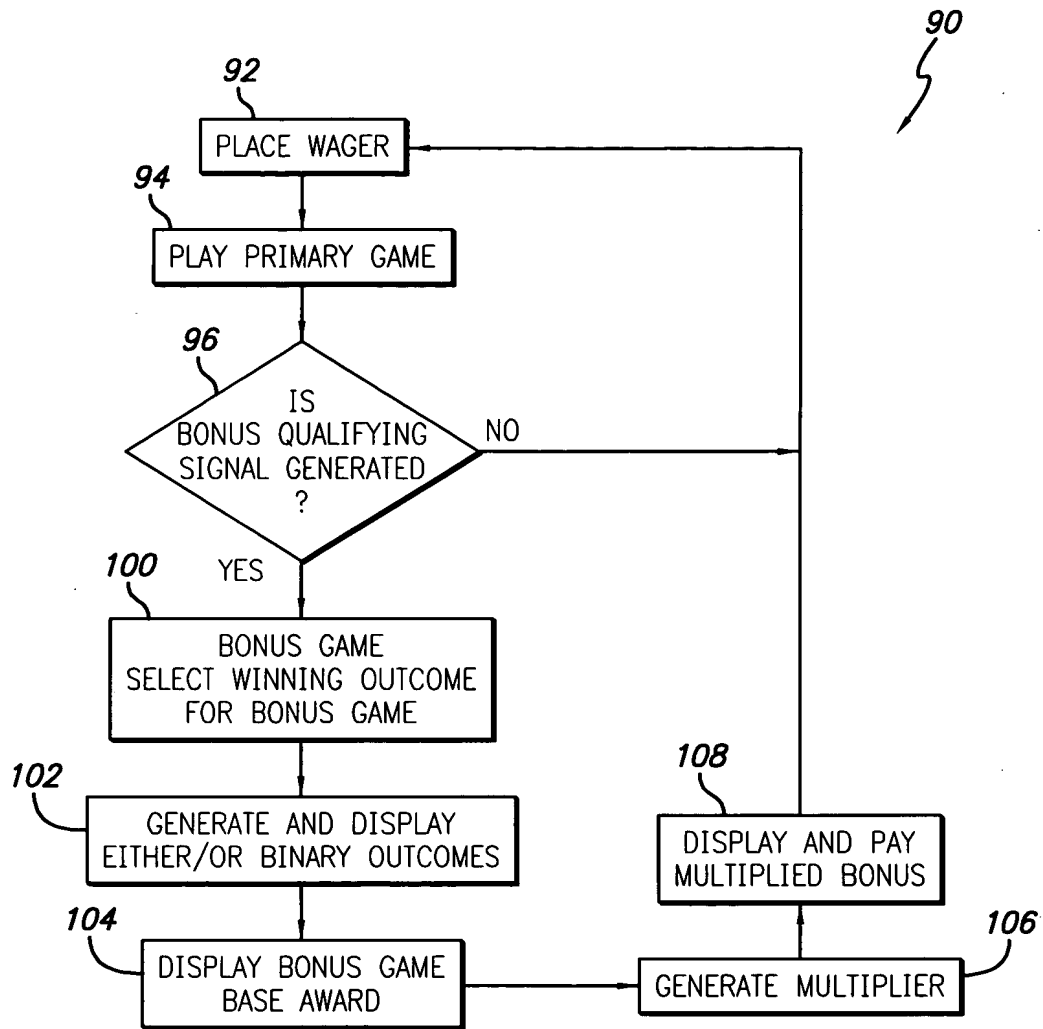 90
92
PLACE WAGER
94
PLAY PRIMARY GAME
96
IS
BONUS QUALIFYING
SIGNAL GENERATED
?
NO
YES
100
BONUS GAME
SELECT WINNING OUTCOME
FOR BONUS GAME
102
GENERATE AND DISPLAY
EITHER/OR BINARY OUTCOMES
104
DISPLAY BONUS GAME
BASE AWARD
106
GENERATE MULTIPLIER
108
DISPLAY AND PAY
MULTIPLIED BONUS